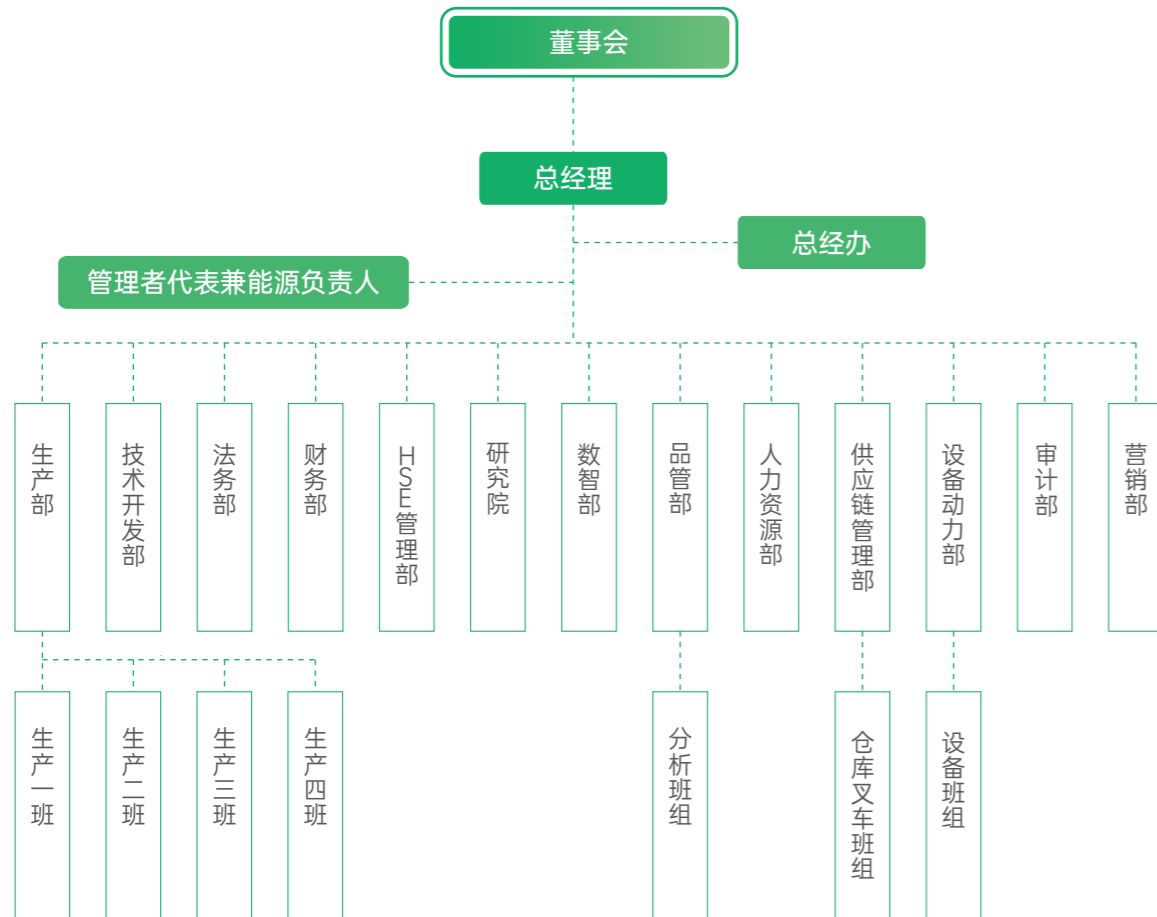 董事会
总经理
总经办
管理者代表兼能源负责人
生产部
技术开发部
法务部
财务部
HSE管理部
研究院
数智部
品管部
人力资源部
供应链管理部
设备动力部
审计部
营销部
生产一班
生产二班
生产三班
生产四班
分析班组
仓库叉车班组
设备班组